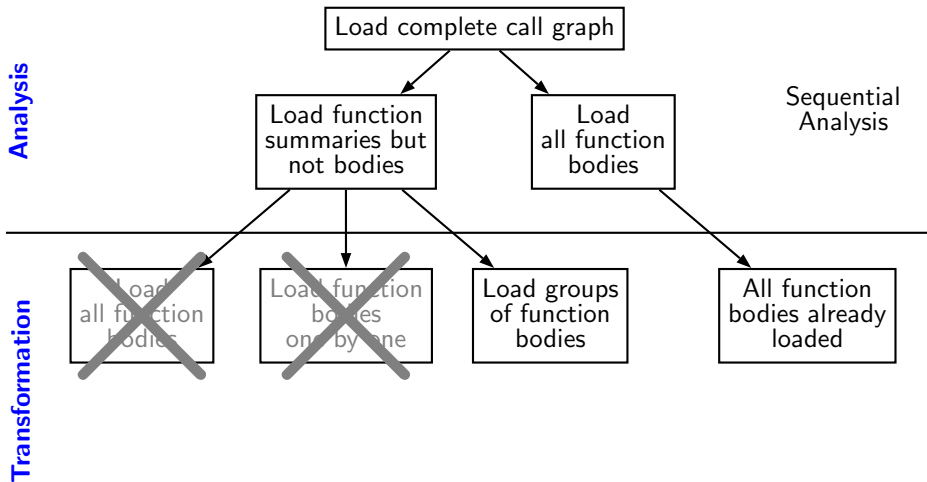 Load complete call graph
Analysis
Load function
summaries but
not bodies
Load
all function
bodies
Sequential
Analysis
Transformation
Load
all function
bodies
Load function
bodies
one by one
Load groups
of function
bodies
All function
bodies already
loaded